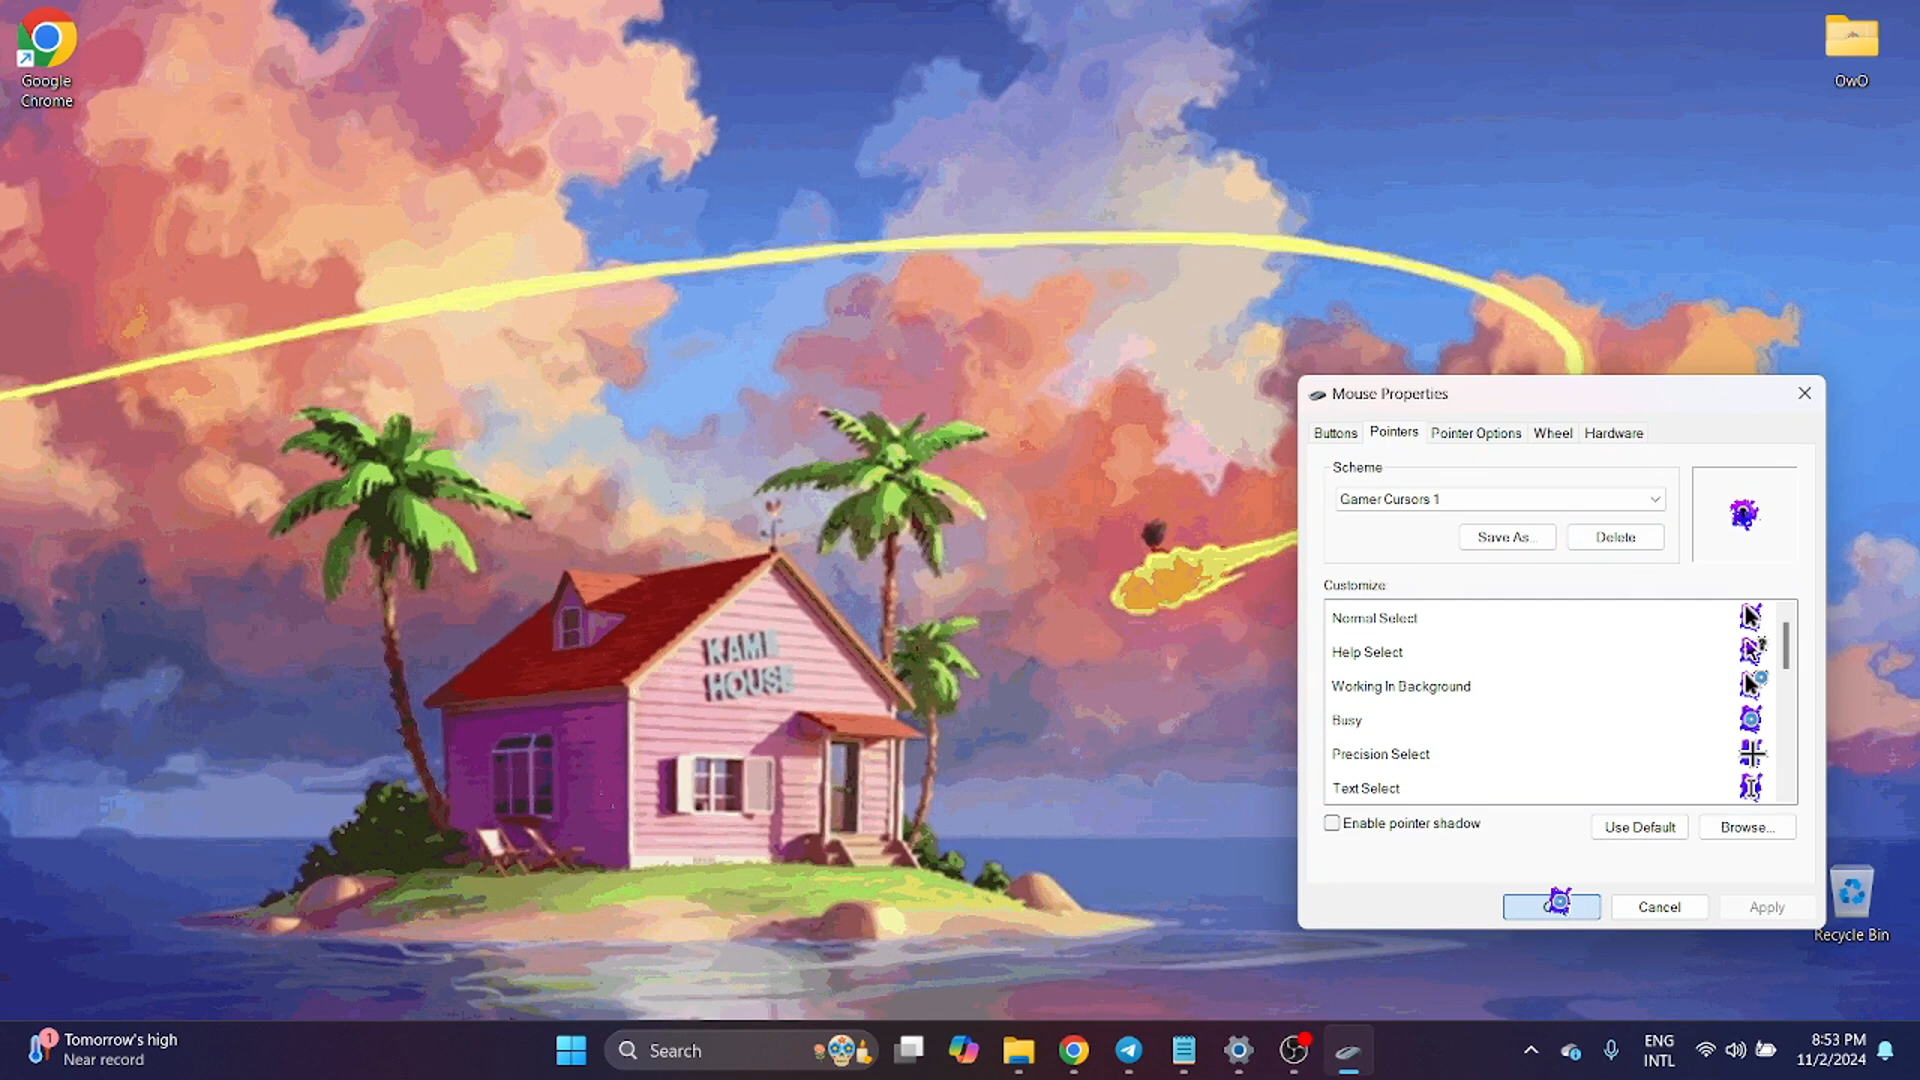 Google
Chrome
OwO
KAME
HOUSE
Mouse Properties
Buttons
Pointers
Pointer Options
Wheel
Hardware
Scheme
Gamer Cursors 1
Save As...
Delete
Customize:
Normal Select
Help Select
Working In Background
Busy
Precision Select
Text Select
Enable pointer shadow
Use Default
Browse...
Cancel
Apply
Recycle Bin
1
Tomorrow's high
Near record
Search
ENG
INTL
8:53 PM
11/2/2024